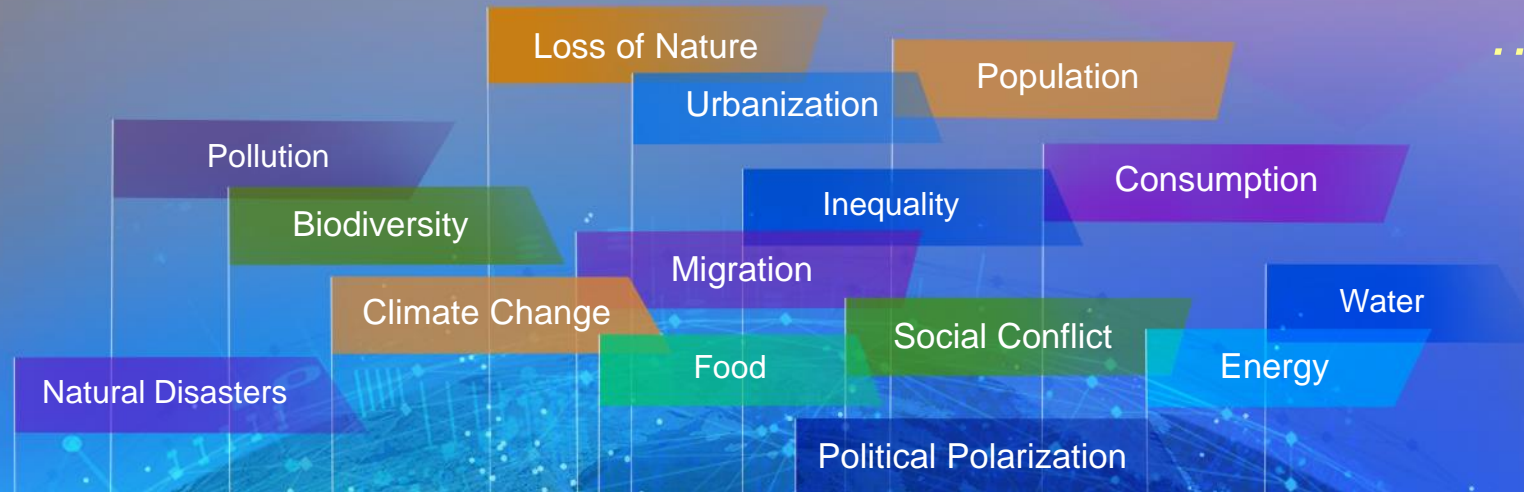 Loss of Nature
Population
Urbanization
Pollution
Consumption
Inequality
Biodiversity
Migration
Water
Climate Change
Social Conflict
Food
Energy
Natural Disasters
Political Polarization